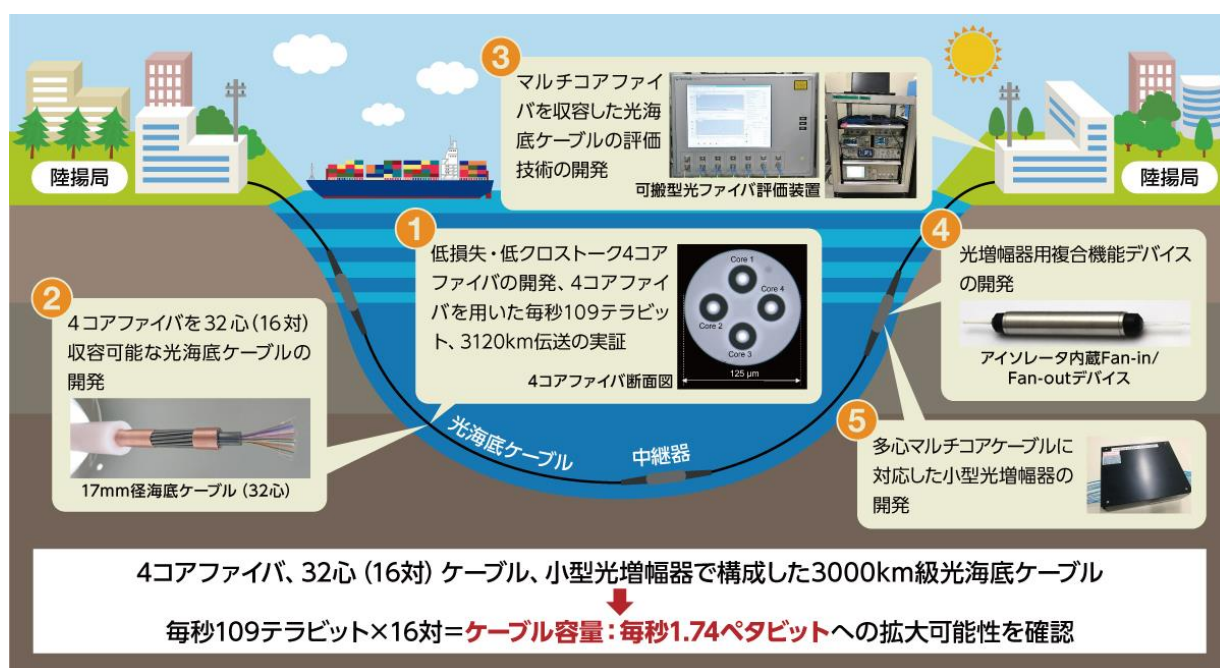 陸揚局
3
マルチコアファイ
バを収容した光海
底ケーブルの評価
技術の開発
可搬型光ファイバ評価装置
陸揚局
1
低損失・低クロストーク4コア
ファイバの開発、4コアファイ
バを用いた毎秒109テラビッ
ト、3120km伝送の実証
4コアファイバ断面図
Core 1
Core 4
Core 2
Core 3
125 μm
2
4コアファイバを32心(16対)
収容可能な光海底ケーブルの
開発
17mm径海底ケーブル(32心)
4
光増幅器用複合機能デバイス
の開発
アイソレータ内蔵Fan-in/
Fan-outデバイス
5
多心マルチコアケーブルに
対応した小型光増幅器の
開発
光海底ケーブル
中継器
4コアファイバ、32心(16対)ケーブル、小型光増幅器で構成した3000km級光海底ケーブル
毎秒109テラビット×16対=ケーブル容量:毎秒1.74ペタビットへの拡大可能性を確認